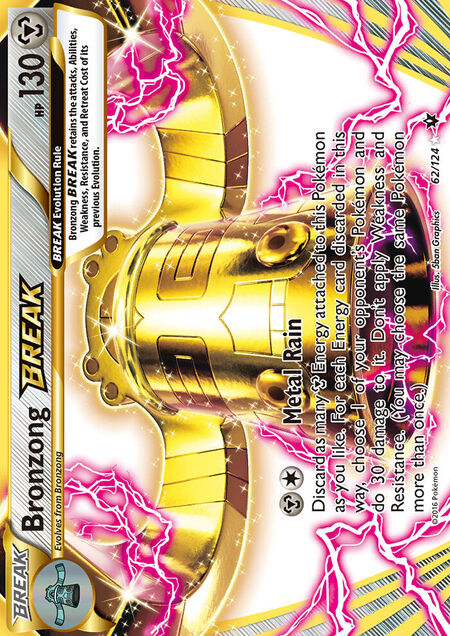 BREAK
Bronzong BREAK
HP 130
Evolves from Bronzong
BREAK Evolution Rule
Bronzong BREAK retains the attacks, Abilities,
Weakness, Resistance, and Retreat Cost of Its
previous Evolution.
Metal Rain
Discard as many Energy attached to this Pokémon
as you like. For each Energy card discarded in this
way, choose 1 of your opponent's Pokémon and
do 30 damage to it. Don't apply Weakness and
Resistance. (You may choose the same Pokémon
more than once.)
Illus. 5ban Graphics
62/124
©2016 Pokémon